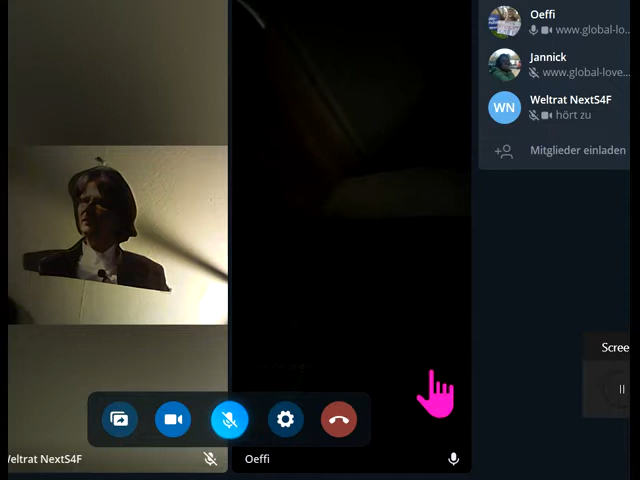 Oeffi
www.global-lo...
Jannick
www.global-love...
WN
Weltrat NextS4F
hört zu
Mitglieder einladen
Scree
Weltrat NextS4F
Oeffi